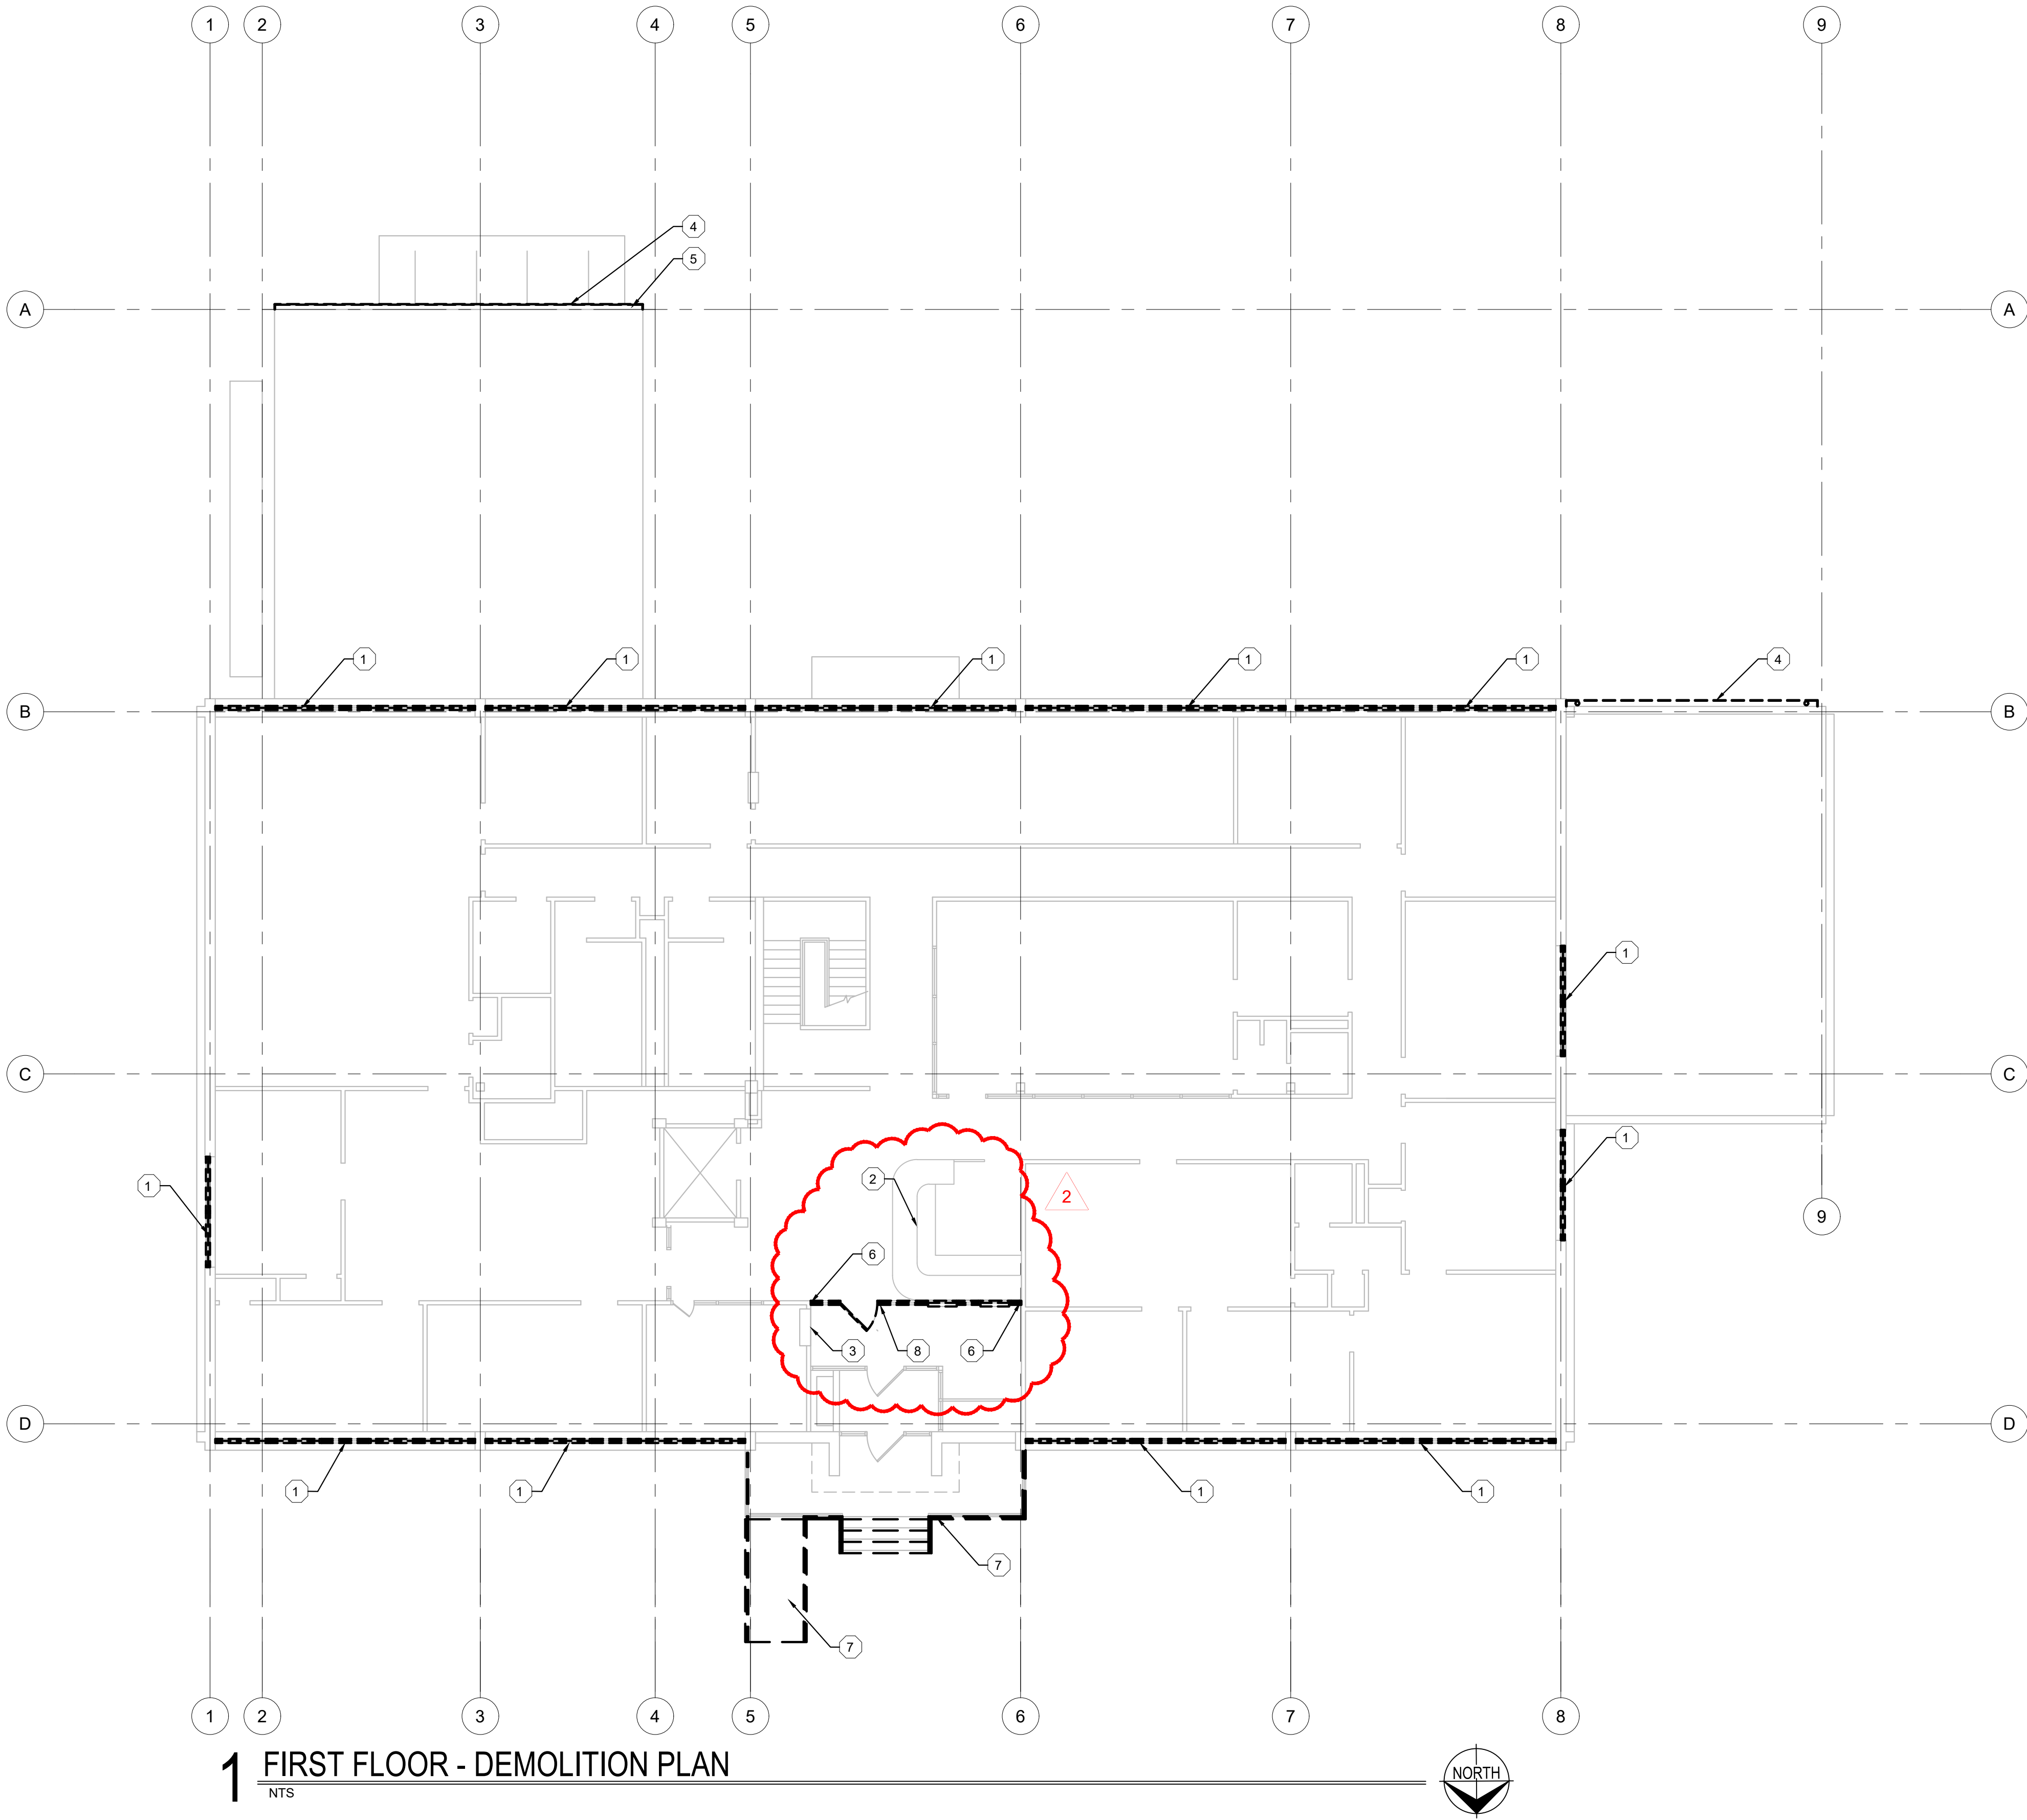 1 2 3 4 5 6 7 8 9
4
5
A A
1 1 1 1 1 4
B B
1
C C
1
1
2 2
6
9
3 8 6
D D
1 1 1 1
7
7
1 2 3 4 5 6 7 8
1 FIRST FLOOR - DEMOLITION PLAN
NTS
NORTH